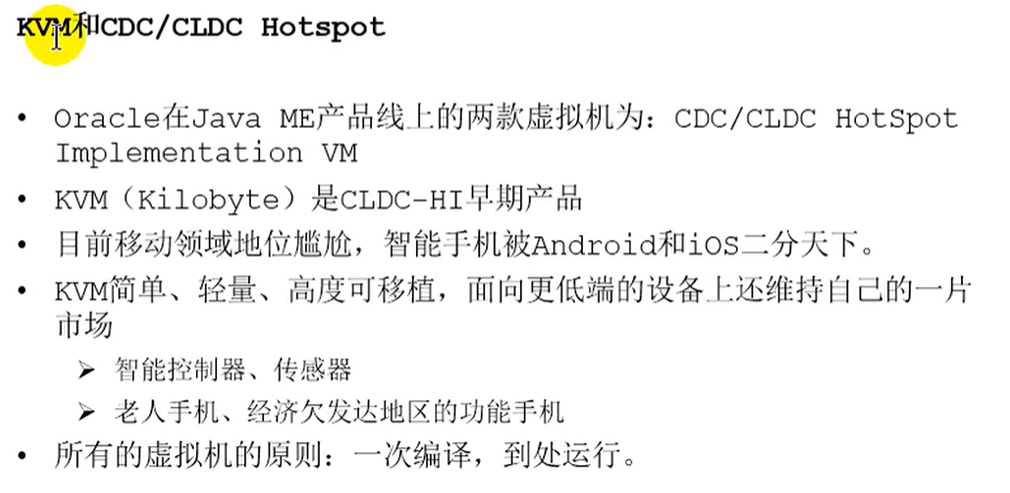 KVM和CDC/CLDC Hotspot
• Oracle在Java ME产品线上的两款虚拟机为：CDC/CLDC HotSpot
Implementation VM
• KVM（Kilobyte）是CLDC-HI早期产品
• 目前移动领域地位尴尬，智能手机被Android和iOS二分天下。
• KVM简单、轻量、高度可移植，面向更低端的设备上还维持自己的一片
市场
➢ 智能控制器、传感器
➢ 老人手机、经济欠发达地区的功能手机
• 所有的虚拟机的原则：一次编译，到处运行。